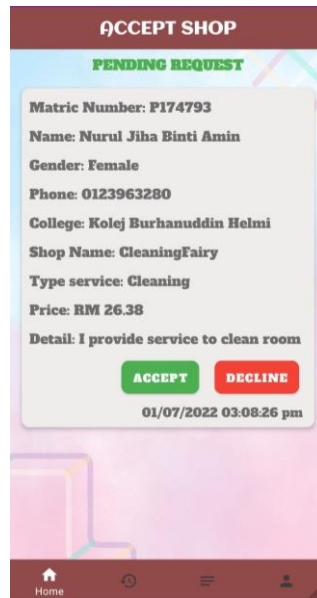 ACCEPT SHOP
PENDING REQUEST
Matric Number: P174793
Name: Nurul Jiha Binti Amin
Gender: Female
Phone: 0123963280
College: Kolej Burhanuddin Helmi
Shop Name: CleaningFairy
Type service: Cleaning
Price: RM 26.38
Detail: I provide service to clean room
ACCEPT DECLINE
01/07/2022 03:08:26 pm
Home